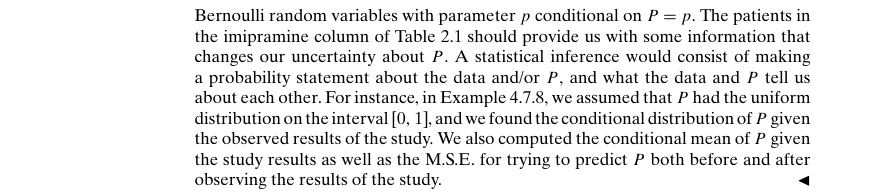 Bernoulli random variables with parameter p conditional on P = p. The patients in
the imipramine column of Table 2.1 should provide us with some information that
changes our uncertainty about P. A statistical inference would consist of making
a probability statement about the data and/or P, and what the data and P tell us
about each other. For instance, in Example 4.7.8, we assumed that P had the uniform
distribution on the interval [0, 1], and we found the conditional distribution of P given
the observed results of the study. We also computed the conditional mean of P given
the study results as well as the M.S.E. for trying to predict P both before and after
observing the results of the study. ◄